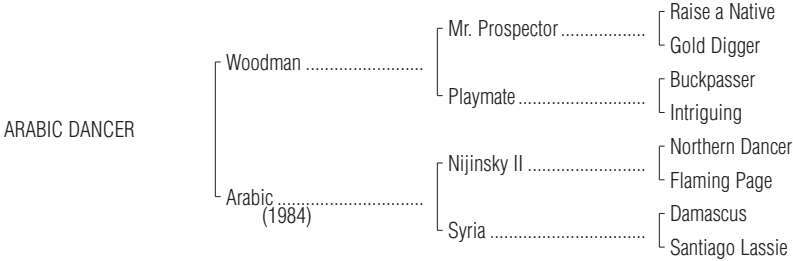 Raise a Native
Mr. Prospector ...................
Gold Digger
Woodman .........................
Buckpasser
Playmate ...........................
Intriguing
ARABIC DANCER
Northern Dancer
Nijinsky II .........................
Flaming Page
Arabic ...............................
(1984)
Damascus
Syria .................................
Santiago Lassie